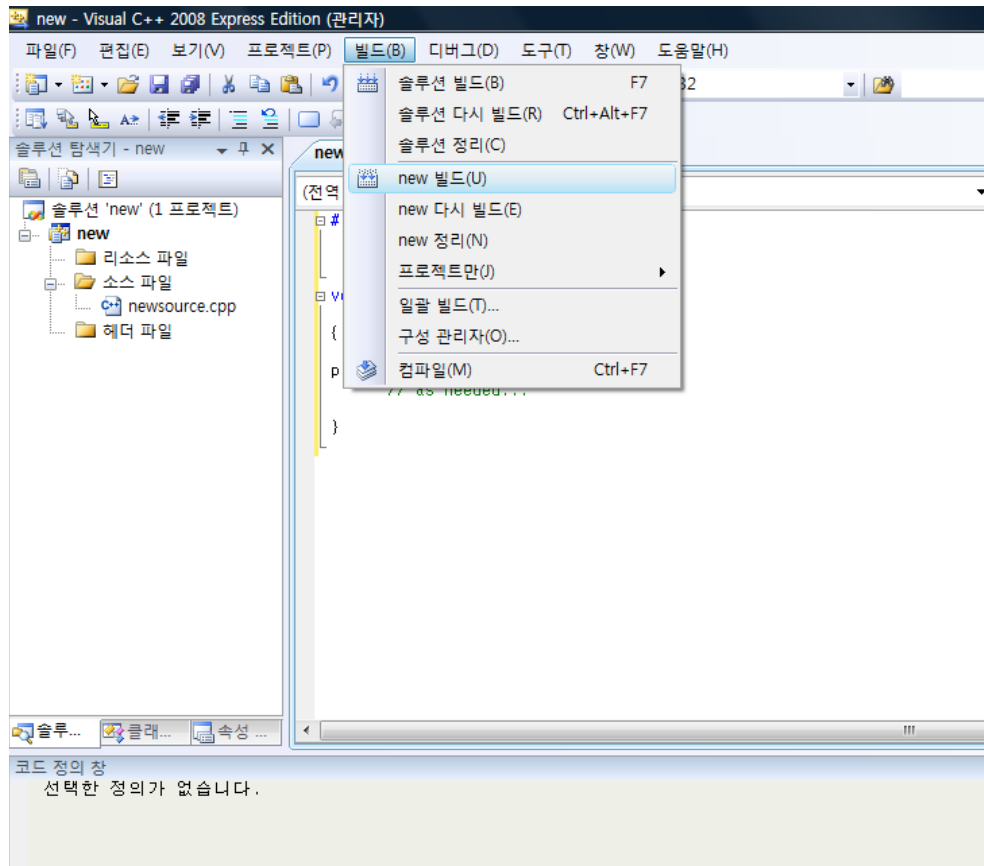 new - Visual C++ 2008 Express Edition (관리자)
파일(F) 편집(E) 보기(V) 프로젝트(P) 빌드(B) 디버그(D) 도구(T) 창(W) 도움말(H)
솔루션 탐색기 - new
솔루션 'new' (1 프로젝트)
new
리소스 파일
소스 파일
newsource.cpp
헤더 파일
솔루션 빌드(B) F7
솔루션 다시 빌드(R) Ctrl+Alt+F7
솔루션 정리(C)
new 빌드(U)
new 다시 빌드(E)
new 정리(N)
프로젝트만(J)
일괄 빌드(T)...
구성 관리자(O)...
컴파일(M) Ctrl+F7
32
new
(전역
#
{
p
// as needed...
}
솔루... 클래... 속성 ...
코드 정의 창
선택한 정의가 없습니다.